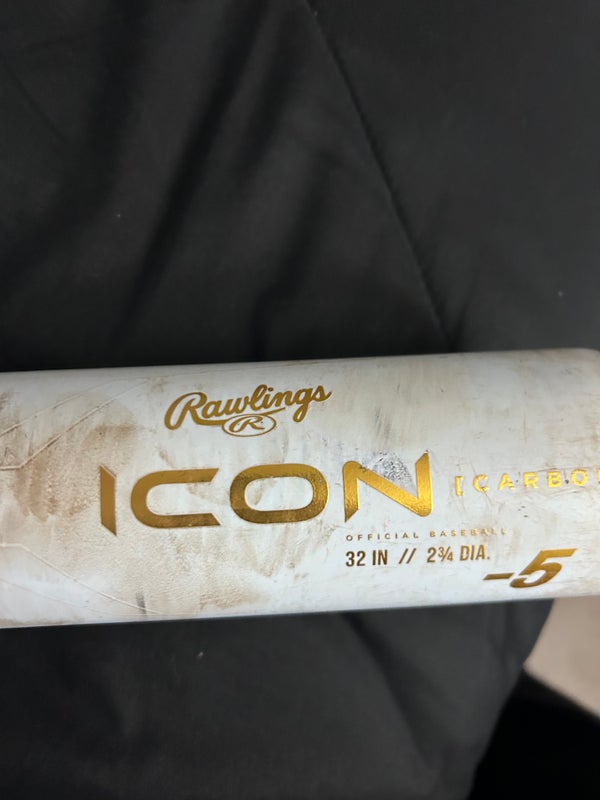 Rawlings
R
ICON [CARBO
OFFICIAL BASEBALL
32 IN // 2¾ DIA.
-5